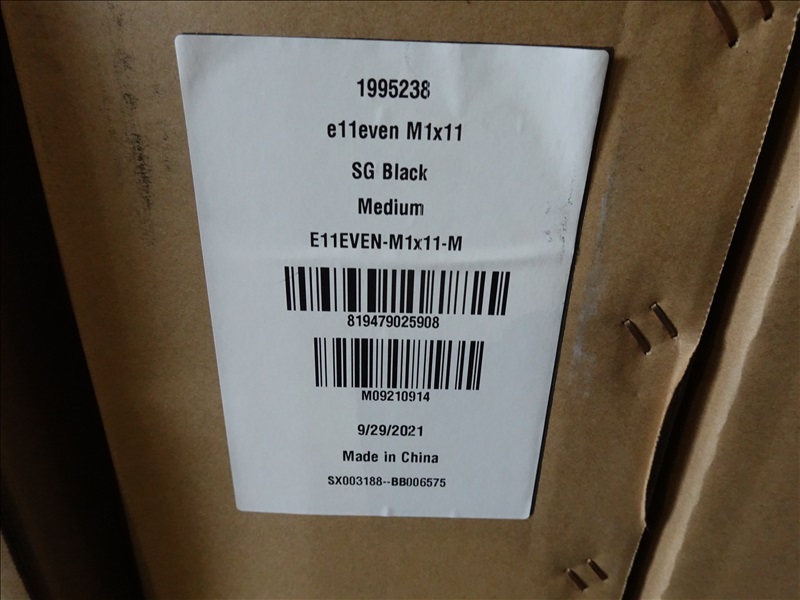 1995238
e11even M1x11
SG Black
Medium
E11EVEN-M1x11-M
819479025908
M09210914
9/29/2021
Made in China
SX003188--BB006575